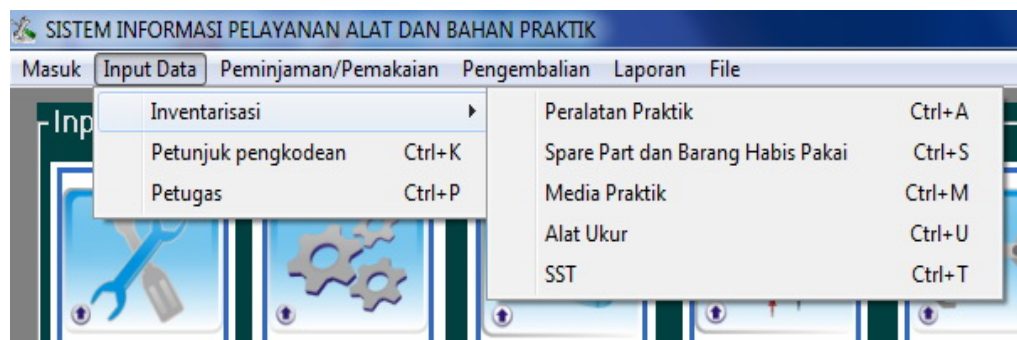 SISTEM INFORMASI PELAYANAN ALAT DAN BAHAN PRAKTIK
Masuk Input Data Peminjaman/Pemakaian Pengembalian Laporan File
Inp
Inventarisasi
Petunjuk pengkodean Ctrl+K
Petugas Ctrl+P
Peralatan Praktik Ctrl+A
Spare Part dan Barang Habis Pakai Ctrl+S
Media Praktik Ctrl+M
Alat Ukur Ctrl+U
SST Ctrl+T